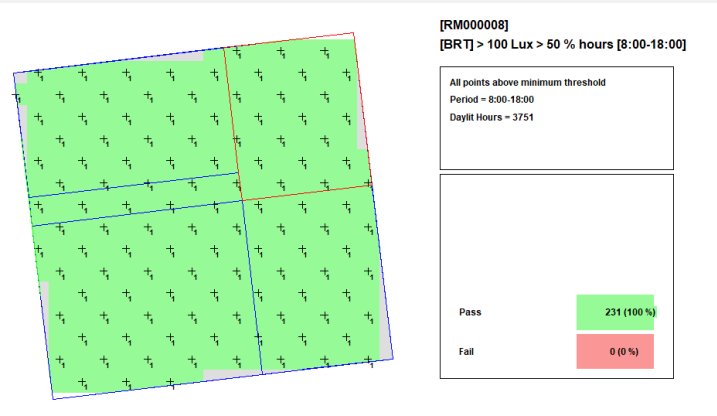 [RM000008]
[BRT] > 100 Lux > 50 % hours [8:00-18:00]
All points above minimum threshold
Period = 8:00-18:00
Daylit Hours = 3751
Pass 231 (100 %)
Fail 0 (0 %)